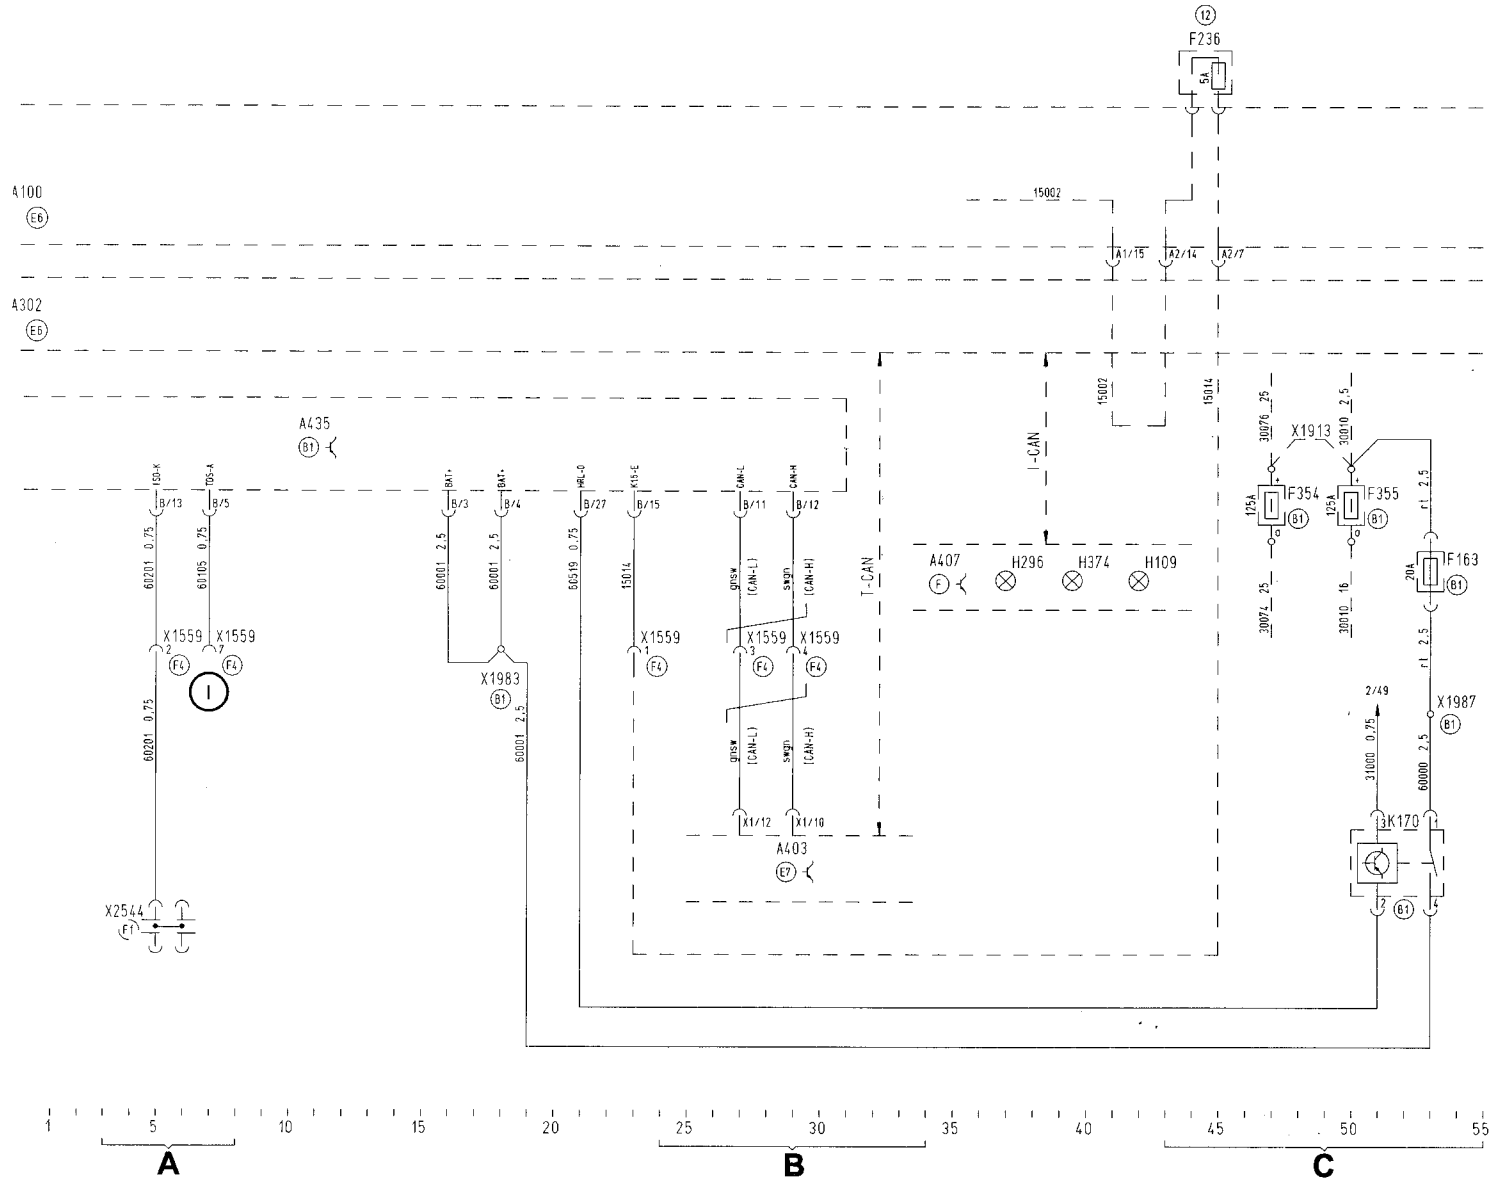 12
F236
5A
A100
E6
15002
A1/15
A2/14
A2/7
A302
E6
15002
15014
30076 25
30010 2,5
X1913
A435
B1
T-CAN
FSD-K
TDS-A
BAT+
BAT+
HRL-D
K15-E
CAN-L
CAN-H
B/13
B/5
B/3
B/4
B/27
B/15
B/11
B/12
rt 2,5
125A
F354
B1
125A
F355
B1
60201 0,75
60105 0,75
60001 2,5
60001 2,5
60519 0,75
15014
gnsw
(CAN-L)
swgn
(CAN-H)
T-CAN
A407
F
H296
H374
H109
20A
F163
B1
30074 25
30010 16
rt 2,5
X1559
2
F4
X1559
7
F4
X1559
1
F4
X1559
3
F4
X1559
4
F4
I
X1983
B1
60201 0,75
60001 2,5
gnsw
(CAN-L)
swgn
(CAN-H)
2/49
X1987
B1
31000 0,75
60000 2,5
X1/12
X1/10
A403
E7
3
K170
1
2
B1
4
X2544
F1
1 5 10 15 20 25 30 35 40 45 50 55
A B C